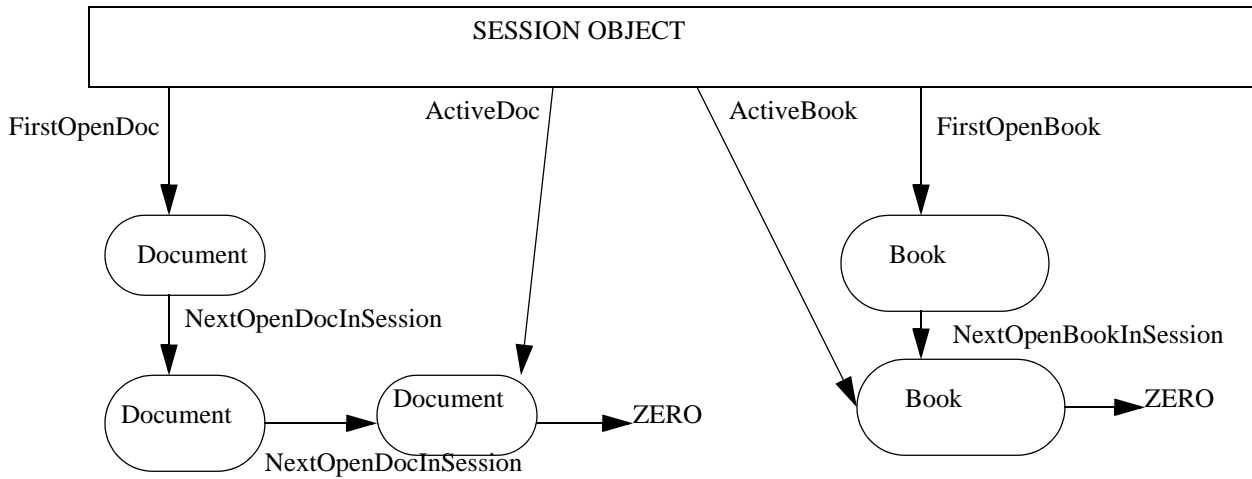 SESSION OBJECT
FirstOpenDoc
ActiveDoc
ActiveBook
FirstOpenBook
Document
Book
NextOpenDocInSession
NextOpenBookInSession
Document
Document
ZERO
Book
ZERO
NextOpenDocInSession